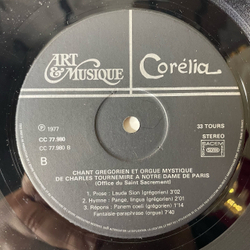 ART & MUSIQUE
Corélia
℗ 1977
CC 77.980
CC 77.980 B
B
33 TOURS
STEREO
SACEM
CHANT GREGORIEN ET ORGUE MYSTIQUE
DE CHARLES TOURNEMIRE A NOTRE DAME DE PARIS
(Office du Saint Sacrement)
1. Prose : Lauda Sion (grégorien) 3'02
2. Hymne : Pange, lingua (grégorien) 1'20
3. Répons : Panem coeli (grégorien) 1'14
Fantaisie-paraphrase (orgue) 7'40